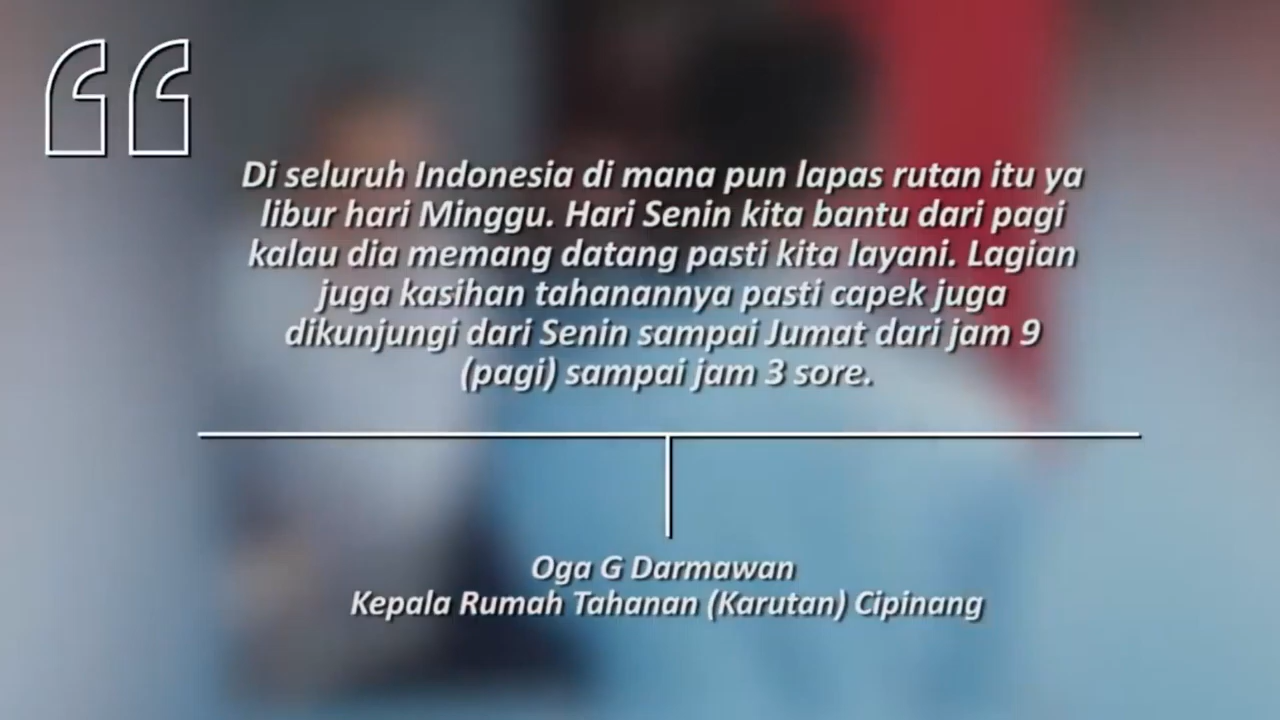 Di seluruh Indonesia di mana pun lapas rutan itu ya
libur hari Minggu. Hari Senin kita bantu dari pagi
kalau dia memang datang pasti kita layani. Lagian
juga kasihan tahanannya pasti capek juga
dikunjungi dari Senin sampai Jumat dari jam 9
(pagi) sampai jam 3 sore.
Oga G Darmawan
Kepala Rumah Tahanan (Karutan) Cipinang